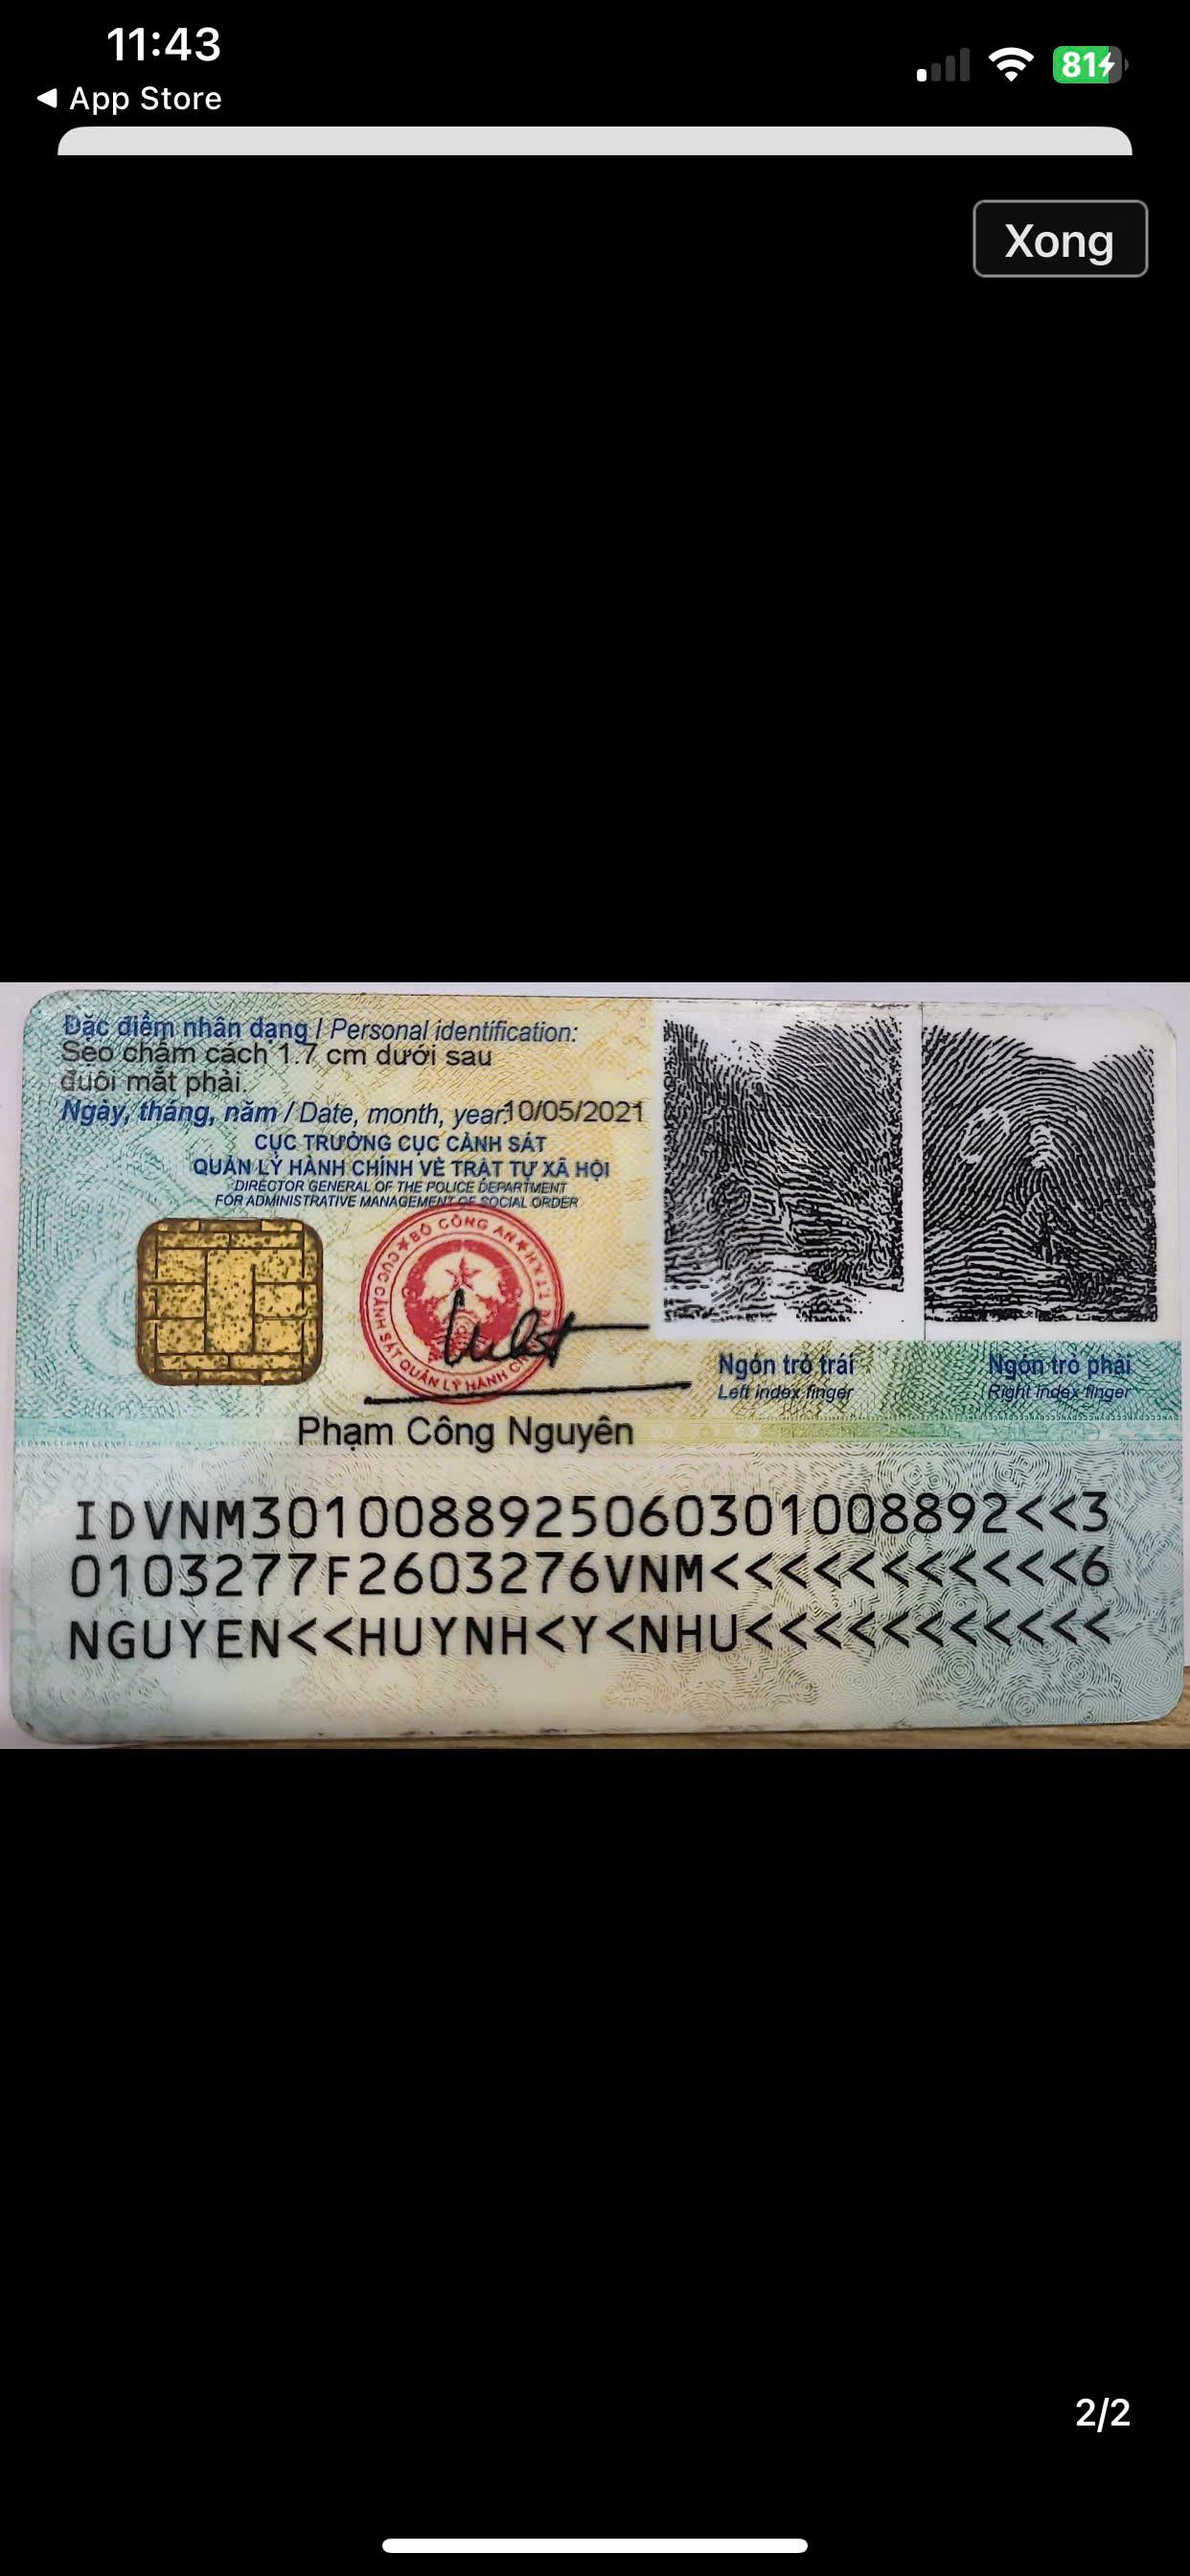 11:43
App Store
81
Xong
Đặc điểm nhân dạng / Personal identification:
Sẹo chấm cách 1.7 cm dưới sau
đuôi mắt phải.
Ngày, tháng, năm / Date, month, year: 10/05/2021
CỤC TRƯỞNG CỤC CẢNH SÁT
QUẢN LÝ HÀNH CHÍNH VỀ TRẬT TỰ XÃ HỘI
DIRECTOR GENERAL OF THE POLICE DEPARTMENT
FOR ADMINISTRATIVE MANAGEMENT OF SOCIAL ORDER
BỘ CÔNG AN
CỤC CẢNH SÁT QUẢN LÝ HÀNH
Ngón trỏ trái
Left index finger
Ngón trỏ phải
Right index finger
Phạm Công Nguyên
IDVNM3010088925060301008892<<3
0103277F2603276VNM<<<<<<<<<<<6
NGUYEN<<HUYNH<Y<NHU<<<<<<<<<<<
2/2